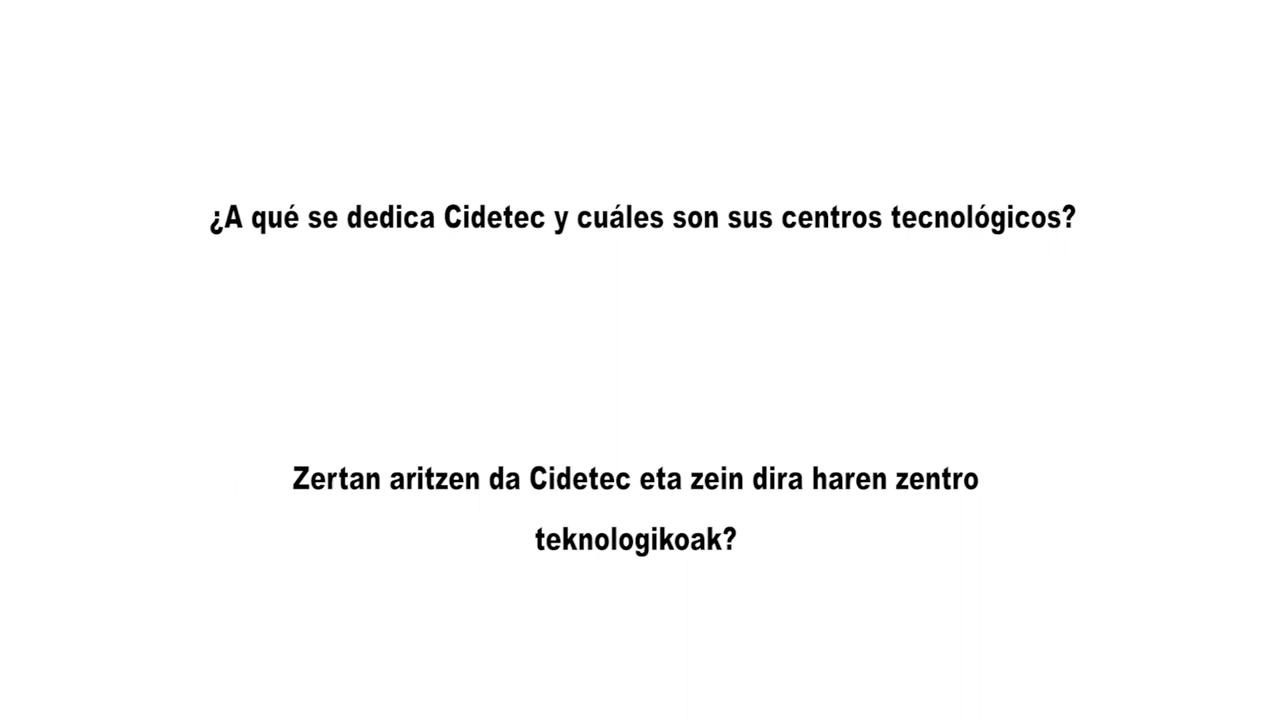 ¿A qué se dedica Cidetec y cuáles son sus centros tecnológicos?
Zertan aritzen da Cidetec eta zein dira haren zentro
teknologikoak?